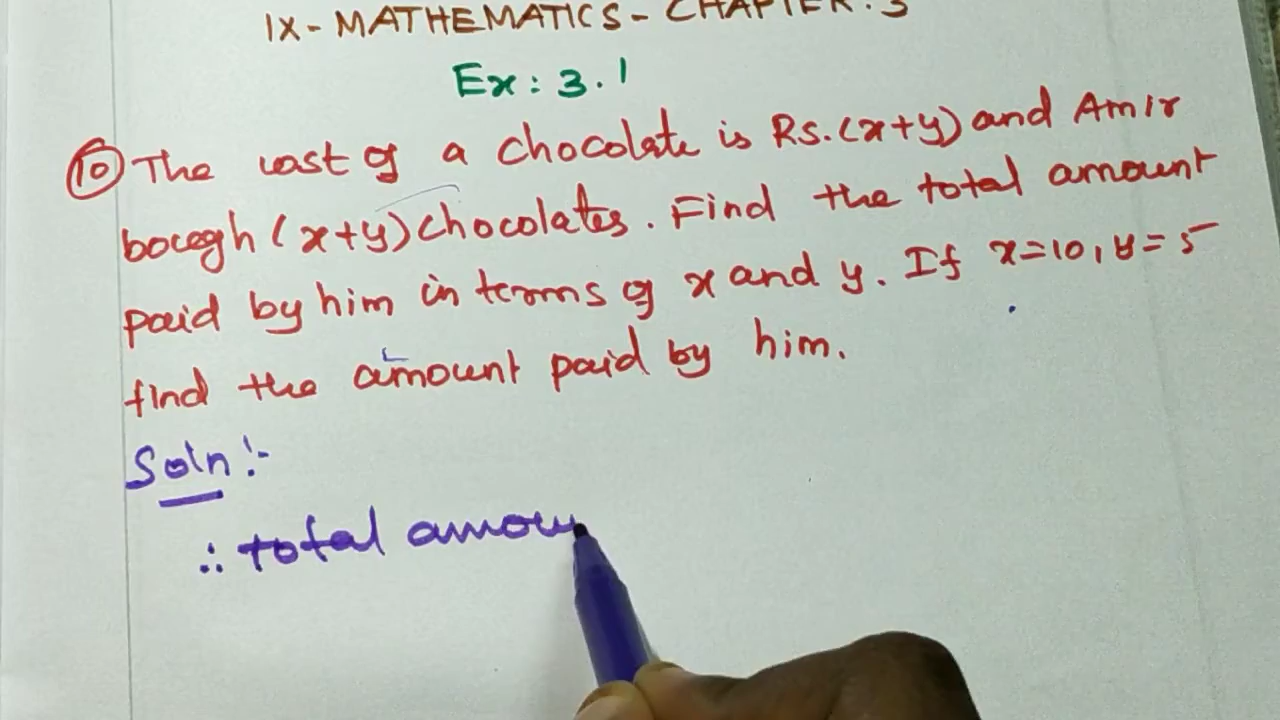 IX - MATHEMATICS - CHAPTER: 3
Ex: 3.1
10 The cost of a chocolate is Rs.(x+y) and Amir
bocegh (x+y) chocolates. Find the total amount
paid by him in terms of x and y. If x=10, y=5
find the amount paid by him.
Soln:-
∴ total amou